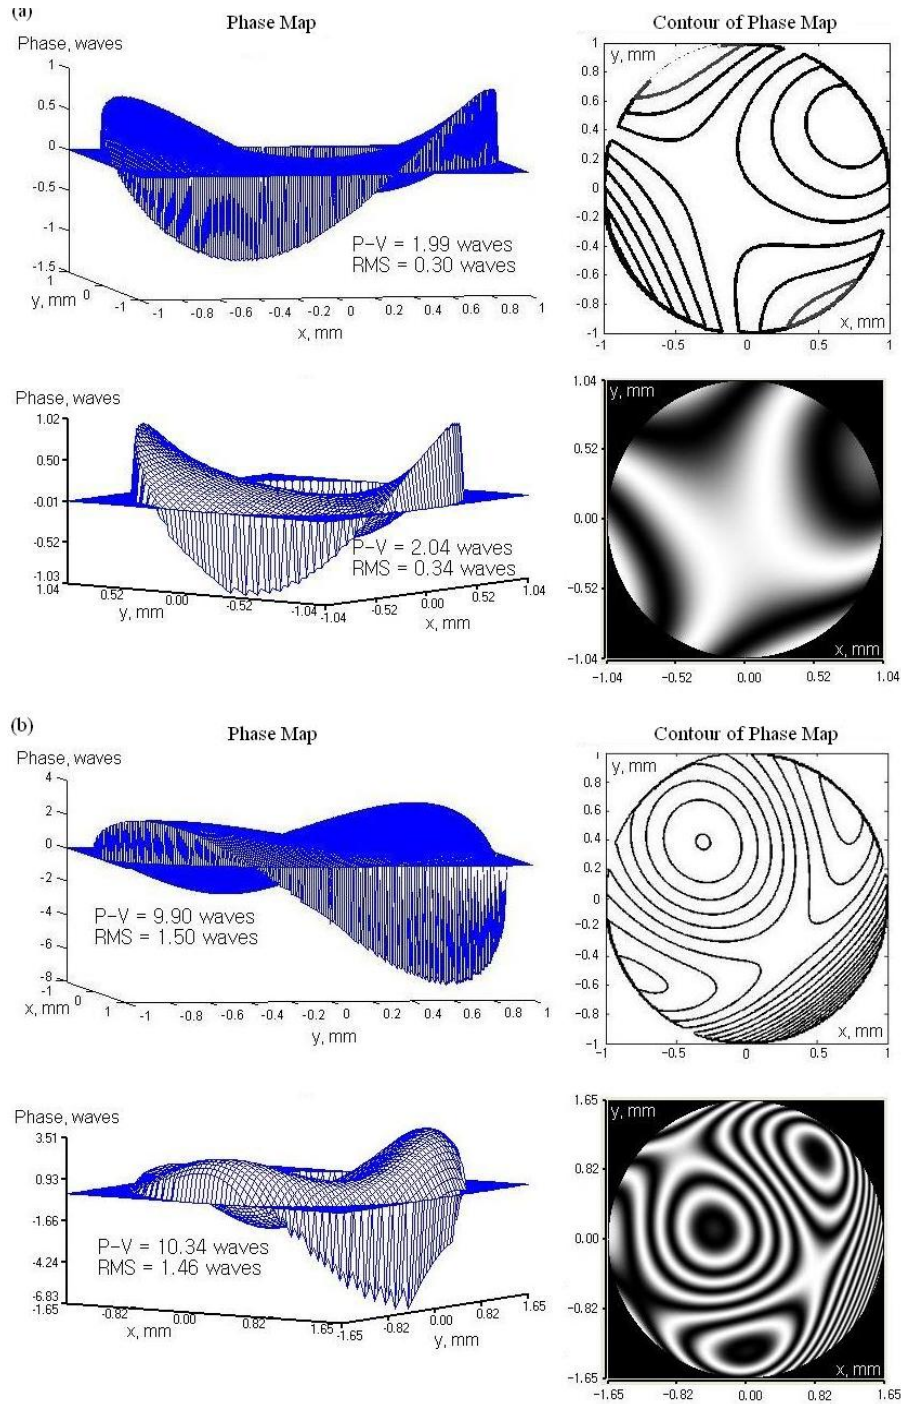 (a)
Phase Map
Contour of Phase Map
Phase, waves
1
0.5
0
-0.5
-1
-1.5
1
0
-1
y, mm
-1 -0.8 -0.6 -0.4 -0.2 0 0.2 0.4 0.6 0.8 1
x, mm
P-V = 1.99 waves
RMS = 0.30 waves
y, mm
1
0.8
0.6
0.4
0.2
0
-0.2
-0.4
-0.6
-0.8
-1
-1 -0.5 0 0.5 1
x, mm
Phase, waves
1.02
0.50
-0.01
-0.52
-1.03
1.04
0.52
0.00
-0.52
-1.04
y, mm
-1.04
-0.52
0.00
0.52
1.04
x, mm
P-V = 2.04 waves
RMS = 0.34 waves
y, mm
1.04
0.52
0.00
-0.52
-1.04
-1.04 -0.52 0.00 0.52 1.04
x, mm
(b)
Phase Map
Contour of Phase Map
Phase, waves
4
2
0
-2
-4
-6
-8
-1
0
1
x, mm
-1 -0.8 -0.6 -0.4 -0.2 0 0.2 0.4 0.6 0.8 1
y, mm
P-V = 9.90 waves
RMS = 1.50 waves
y, mm
1
0.8
0.6
0.4
0.2
0
-0.2
-0.4
-0.6
-0.8
-1
-1 -0.5 0 0.5 1
x, mm
Phase, waves
3.51
0.93
-1.66
-4.24
-6.83
-1.65
-0.82
0.00
0.82
1.65
x, mm
-1.65
-0.82
0.00
0.82
1.65
y, mm
P-V = 10.34 waves
RMS = 1.46 waves
y, mm
1.65
0.82
0.00
-0.82
-1.65
-1.65 -0.82 0.00 0.82 1.65
x, mm